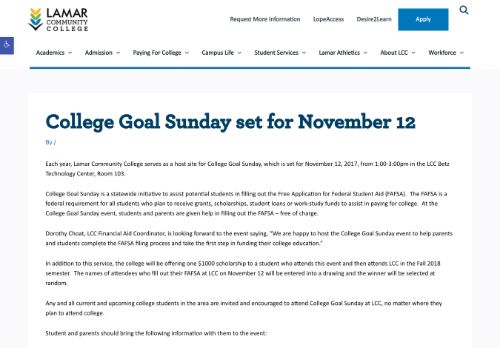 LAMAR
COMMUNITY
COLLEGE
Request More Information LopeAccess Desire2Learn Apply
Academics Admission Paying For College Campus Life Student Services Lamar Athletics About LCC Workforce
College Goal Sunday set for November 12
By /
Each year, Lamar Community College serves as a host site for College Goal Sunday, which is set for November 12, 2017, from 1:00-3:00pm in the LCC Betz
Technology Center, Room 103.
College Goal Sunday is a statewide initiative to assist potential students in filling out the Free Application for Federal Student Aid (FAFSA).  The FAFSA is a
federal requirement for all students who plan to receive grants, scholarships, student loans or work-study funds to assist in paying for college.  At the
College Goal Sunday event, students and parents are given help in filling out the FAFSA – free of charge.
Dorothy Choat, LCC Financial Aid Coordinator, is looking forward to the event saying, "We are happy to host the College Goal Sunday event to help parents
and students complete the FAFSA filing process and take the first step in funding their college education."
In addition to this service, the college will be offering one $1000 scholarship to a student who attends this event and then attends LCC in the Fall 2018
semester.  The names of attendees who fill out their FAFSA at LCC on November 12 will be entered into a drawing and the winner will be selected at
random.
Any and all current and upcoming college students in the area are invited and encouraged to attend College Goal Sunday at LCC, no matter where they
plan to attend college.
Student and parents should bring the following information with them to the event: